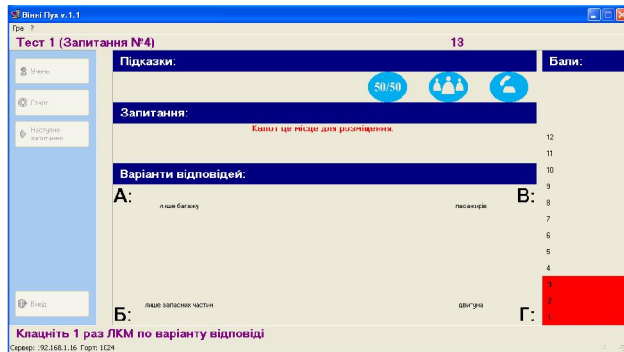 Вінні Пух v. 1.1
Гра ?
Тест 1 (Запитання №4)
13
Підказки:
Бали:
Учень
50/50
Старт
Запитання:
Наступне запитання
Капот це місце для розміщення:
12
11
Варіанти відповідей:
10
9
А:
В:
лише багажу
пасажирів
8
7
6
5
4
3
Вихід
лише запасних частин
двигуна
2
Б:
Г:
1
Клацніть 1 раз ЛКМ по варіанту відповіді
Сервер: 192.168.1.16 Порт: 1024